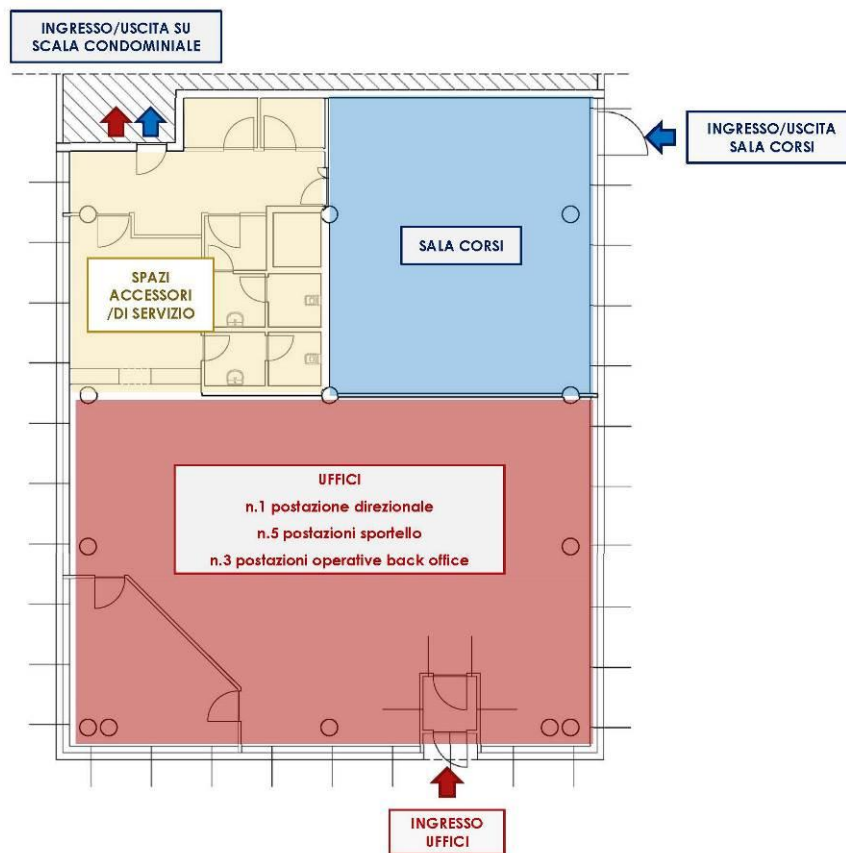 INGRESSO/USCITA SU
SCALA CONDOMINIALE
INGRESSO/USCITA
SALA CORSI
SALA CORSI
SPAZI
ACCESSORI
/DI SERVIZIO
UFFICI
n.1 postazione direzionale
n.5 postazioni sportello
n.3 postazioni operative back office
INGRESSO
UFFICI